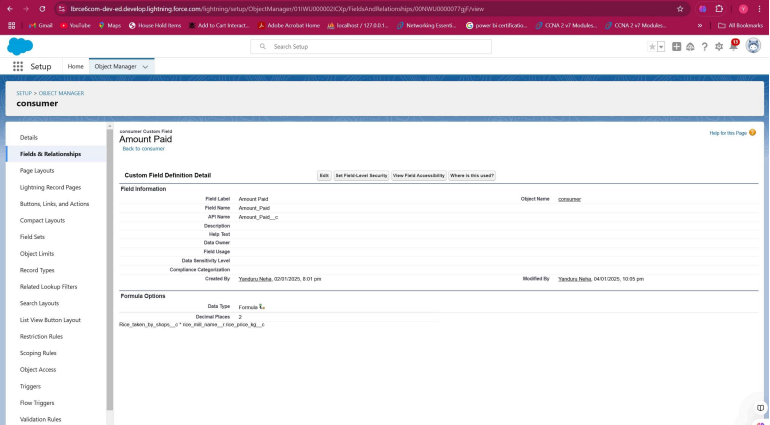 lbrce6com-dev-ed.develop.lightning.force.com/lightning/setup/ObjectManager/01IWU000002ICXp/FieldsAndRelationships/00NWU0000077gjF/view
Gmail YouTube Maps House Hold Items Add to Cart Interact... Adobe Acrobat Home localhost / 127.0.0.1... Networking Essenti... power bi certificatio... CCNA 2 v7 Modules... CCNA 2 v7 Modules... » All Bookmarks
Search Setup
Setup Home Object Manager
SETUP > OBJECT MANAGER
consumer
Details
Fields & Relationships
Page Layouts
Lightning Record Pages
Buttons, Links, and Actions
Compact Layouts
Field Sets
Object Limits
Record Types
Related Lookup Filters
Search Layouts
List View Button Layout
Restriction Rules
Scoping Rules
Object Access
Triggers
Flow Triggers
Validation Rules
consumer Custom Field
Amount Paid
Back to consumer
Help for this Page
Custom Field Definition Detail Edit Set Field-Level Security View Field Accessibility Where is this used?
Field Information
Field Label Amount Paid Object Name consumer
Field Name Amount_Paid
API Name Amount_Paid__c
Description
Help Text
Data Owner
Field Usage
Data Sensitivity Level
Compliance Categorization
Created By Yanduru Neha, 02/01/2025, 8:01 pm Modified By Yanduru Neha, 04/01/2025, 10:05 pm
Formula Options
Data Type Formula
Decimal Places 2
Rice_taken_by_shops__c * rice_mill_name__r.rice_price_kg__c